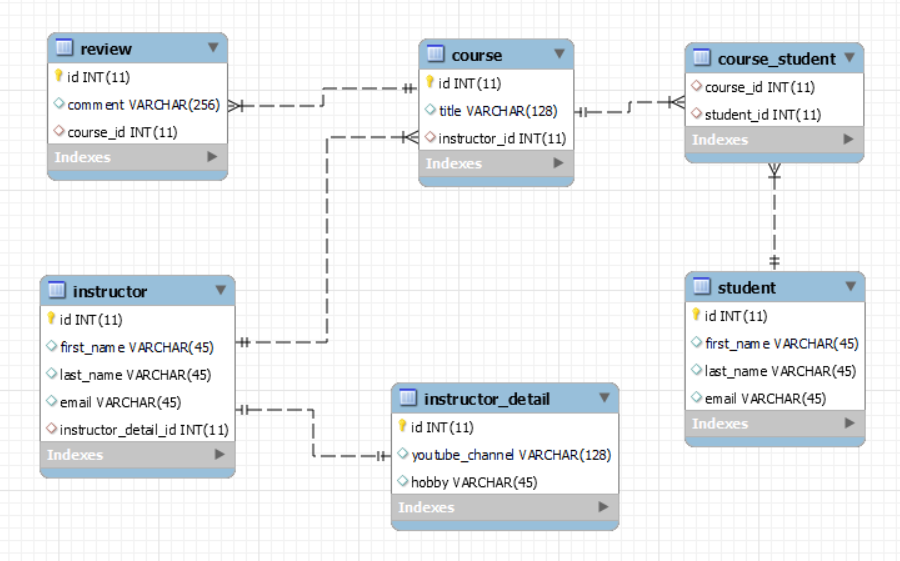 review
id INT(11)
comment VARCHAR(256)
course_id INT(11)
Indexes
course
id INT(11)
title VARCHAR(128)
instructor_id INT(11)
Indexes
course_student
course_id INT(11)
student_id INT(11)
Indexes
instructor
id INT(11)
first_name VARCHAR(45)
last_name VARCHAR(45)
email VARCHAR(45)
instructor_detail_id INT(11)
Indexes
instructor_detail
id INT(11)
youtube_channel VARCHAR(128)
hobby VARCHAR(45)
Indexes
student
id INT(11)
first_name VARCHAR(45)
last_name VARCHAR(45)
email VARCHAR(45)
Indexes